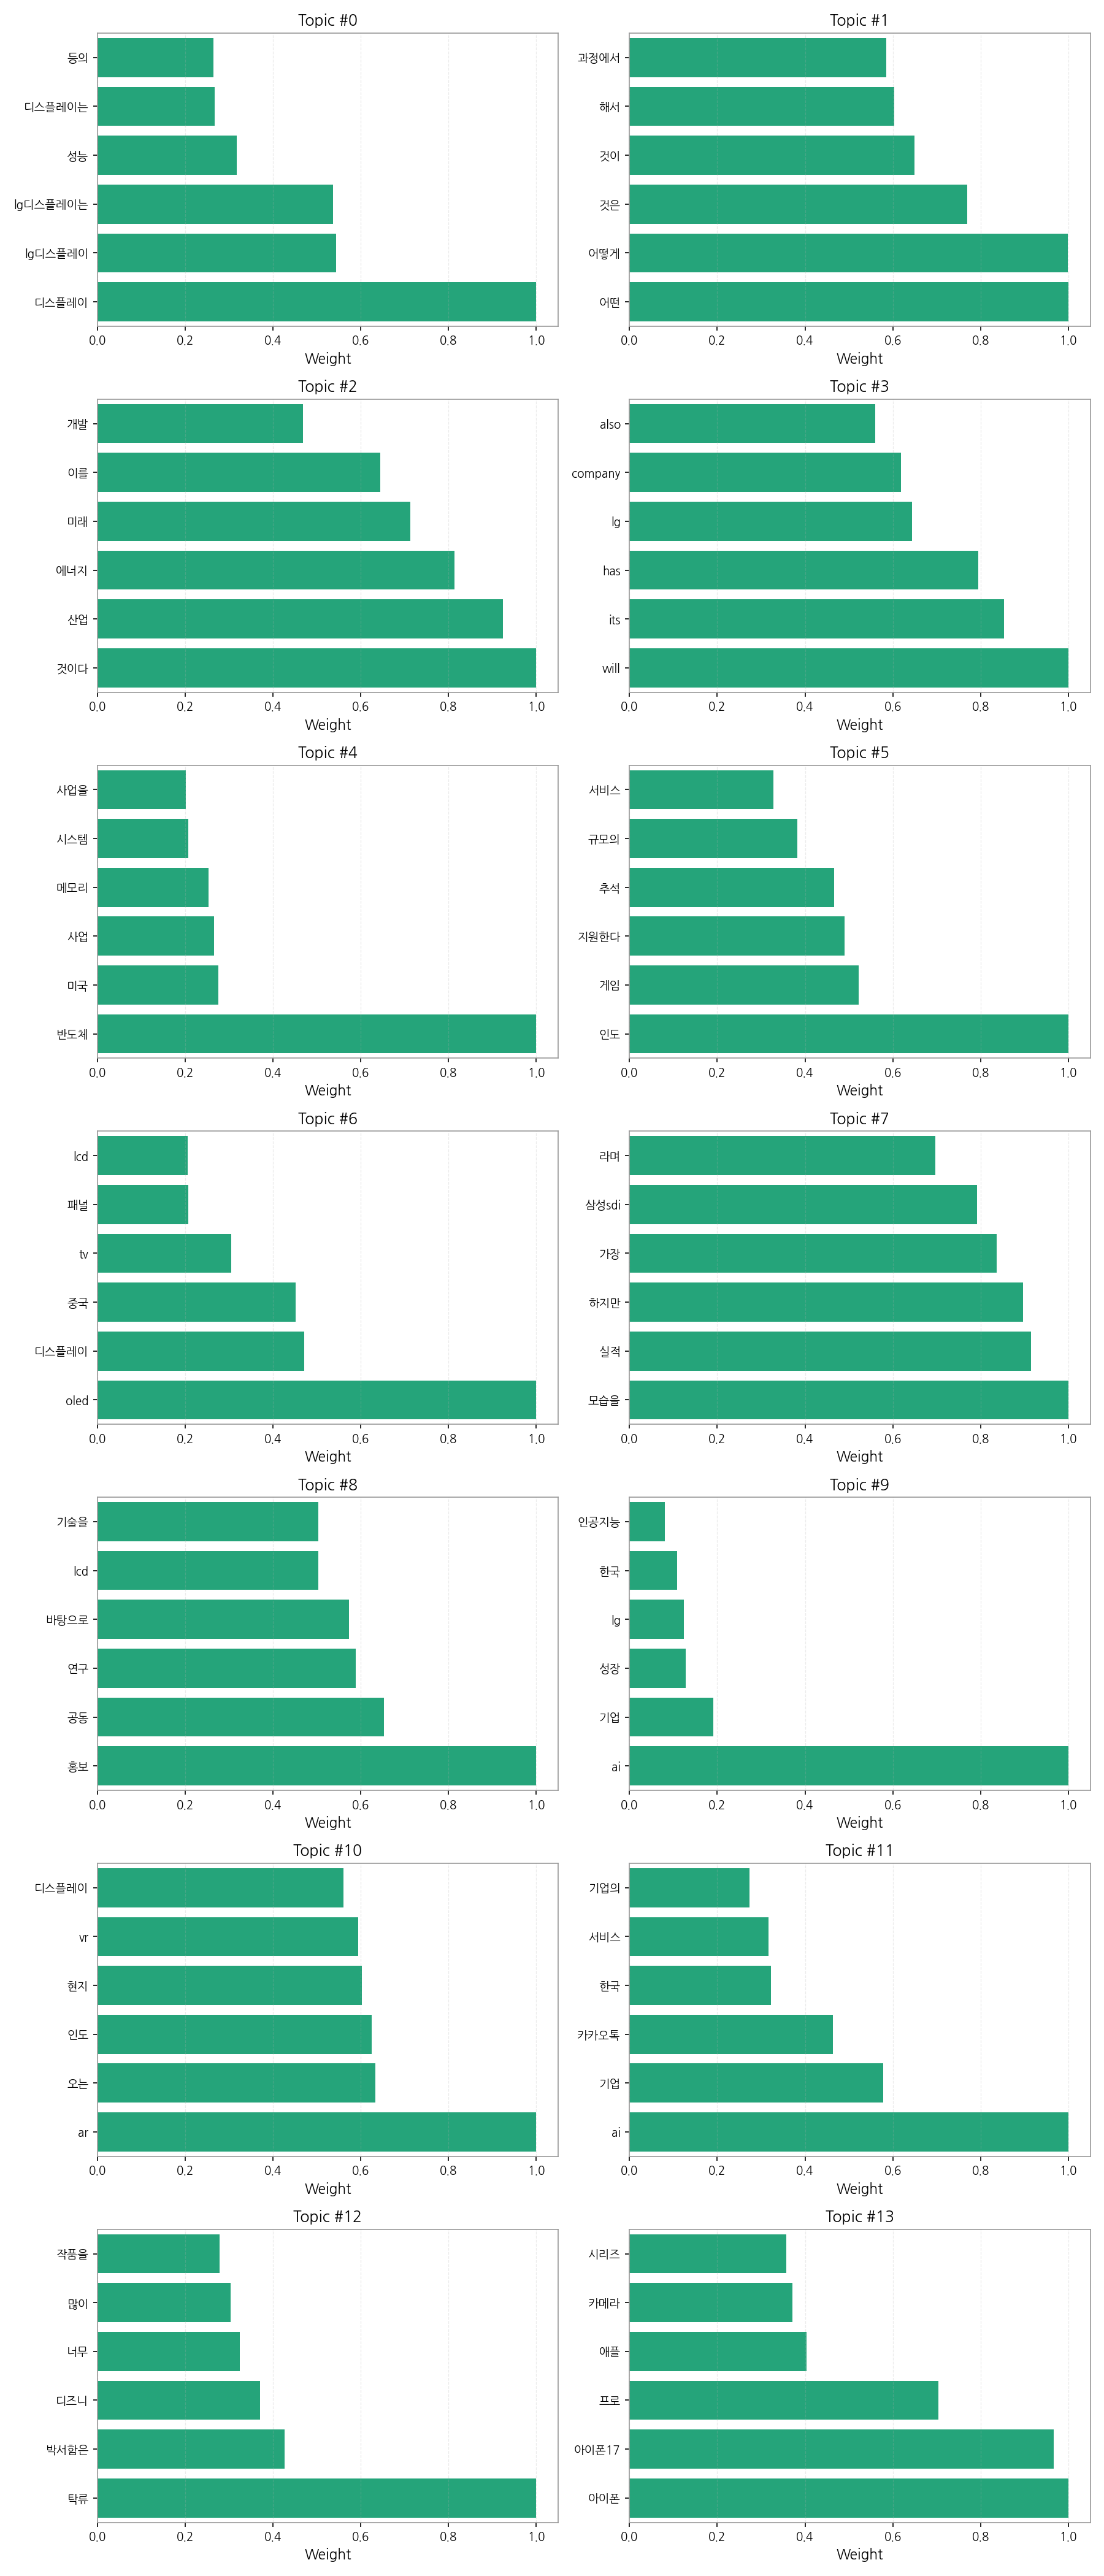 Topic #0
등의
디스플레이는
성능
lg디스플레이는
lg디스플레이
디스플레이
0.0 0.2 0.4 0.6 0.8 1.0
Weight
Topic #1
과정에서
해서
것이
것은
어떻게
어떤
0.0 0.2 0.4 0.6 0.8 1.0
Weight
Topic #2
개발
이를
미래
에너지
산업
것이다
0.0 0.2 0.4 0.6 0.8 1.0
Weight
Topic #3
also
company
lg
has
its
will
0.0 0.2 0.4 0.6 0.8 1.0
Weight
Topic #4
사업을
시스템
메모리
사업
미국
반도체
0.0 0.2 0.4 0.6 0.8 1.0
Weight
Topic #5
서비스
규모의
추석
지원한다
게임
인도
0.0 0.2 0.4 0.6 0.8 1.0
Weight
Topic #6
lcd
패널
tv
중국
디스플레이
oled
0.0 0.2 0.4 0.6 0.8 1.0
Weight
Topic #7
라며
삼성sdi
가장
하지만
실적
모습을
0.0 0.2 0.4 0.6 0.8 1.0
Weight
Topic #8
기술을
lcd
바탕으로
연구
공동
홍보
0.0 0.2 0.4 0.6 0.8 1.0
Weight
Topic #9
인공지능
한국
lg
성장
기업
ai
0.0 0.2 0.4 0.6 0.8 1.0
Weight
Topic #10
디스플레이
vr
현지
인도
오는
ar
0.0 0.2 0.4 0.6 0.8 1.0
Weight
Topic #11
기업의
서비스
한국
카카오톡
기업
ai
0.0 0.2 0.4 0.6 0.8 1.0
Weight
Topic #12
작품을
많이
너무
디즈니
박서함은
탁류
0.0 0.2 0.4 0.6 0.8 1.0
Weight
Topic #13
시리즈
카메라
애플
프로
아이폰17
아이폰
0.0 0.2 0.4 0.6 0.8 1.0
Weight